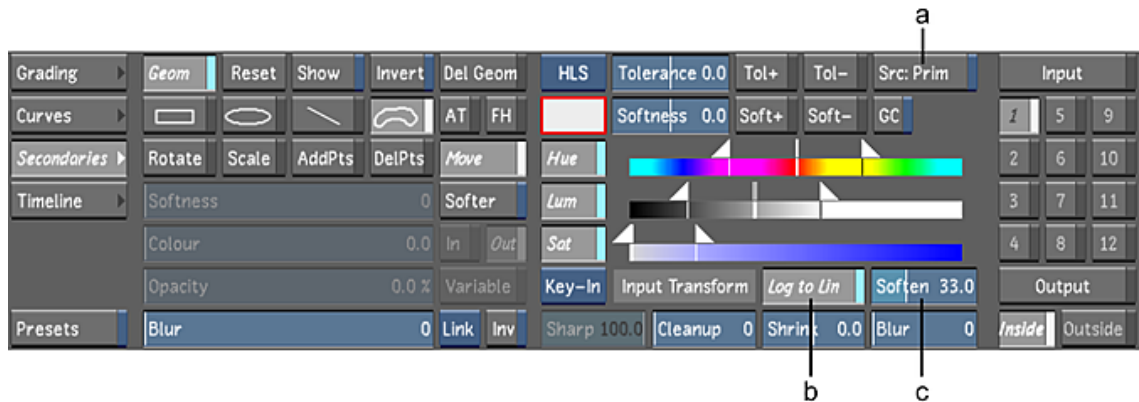 a
Grading Geom Reset Show Invert Del Geom HLS Tolerance 0.0 Tol+ Tol- Src: Prim Input
Curves AT FH Softness 0.0 Soft+ Soft- GC 1 5 9
Secondaries Rotate Scale AddPts DelPts Move Hue 2 6 10
Timeline Softness 0 Softer Lum 3 7 11
Colour 0.0 In Out Sat 4 8 12
Opacity 0.0 % Variable Key-In Input Transform Log to Lin Soften 33.0 Output
Presets Blur 0 Link Inv Sharp 100.0 Cleanup 0 Shrink 0.0 Blur 0 Inside Outside
b c